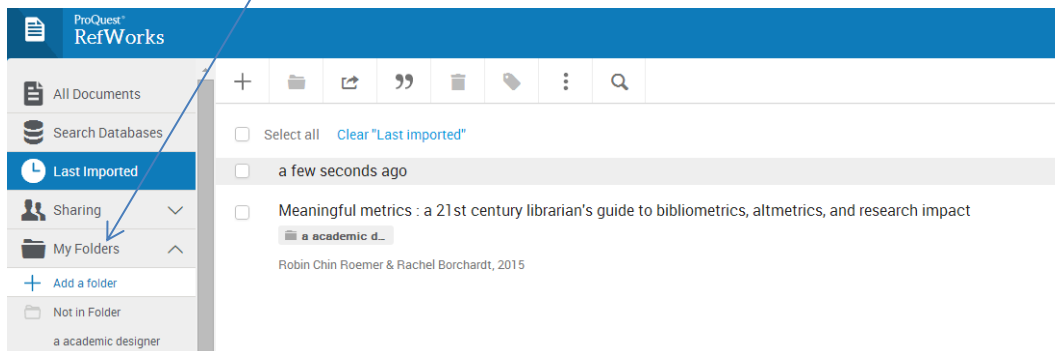 ProQuest®
RefWorks
All Documents
Search Databases
Last Imported
Sharing
My Folders
Add a folder
Not in Folder
a academic designer
Select all Clear "Last imported"
a few seconds ago
Meaningful metrics : a 21st century librarian's guide to bibliometrics, altmetrics, and research impact
a academic d...
Robin Chin Roemer & Rachel Borchardt, 2015